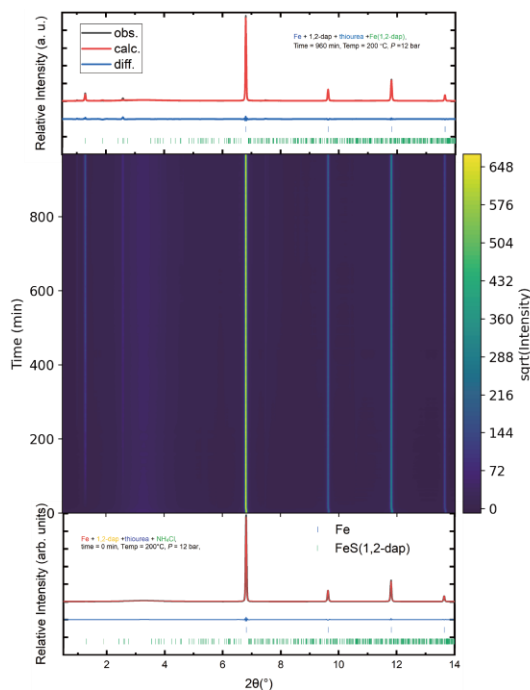 obs.
calc.
diff.
Fe + 1,2-dap + thiourea +Fe(1,2-dap),
Time = 960 min, Temp = 200 °C, P =12 bar
Relative Intensity (a. u.)
800
600
400
200
0
Time (min)
648
576
504
432
360
288
216
144
72
0
sqrt(Intensity)
Fe + 1,2-dap +thiourea + NH₄Cl,
time = 0 min, Temp = 200°C, P = 12 bar,
Fe
FeS(1,2-dap)
Relative Intensity (arb. units)
2 4 6 8 10 12 14
2θ(°)